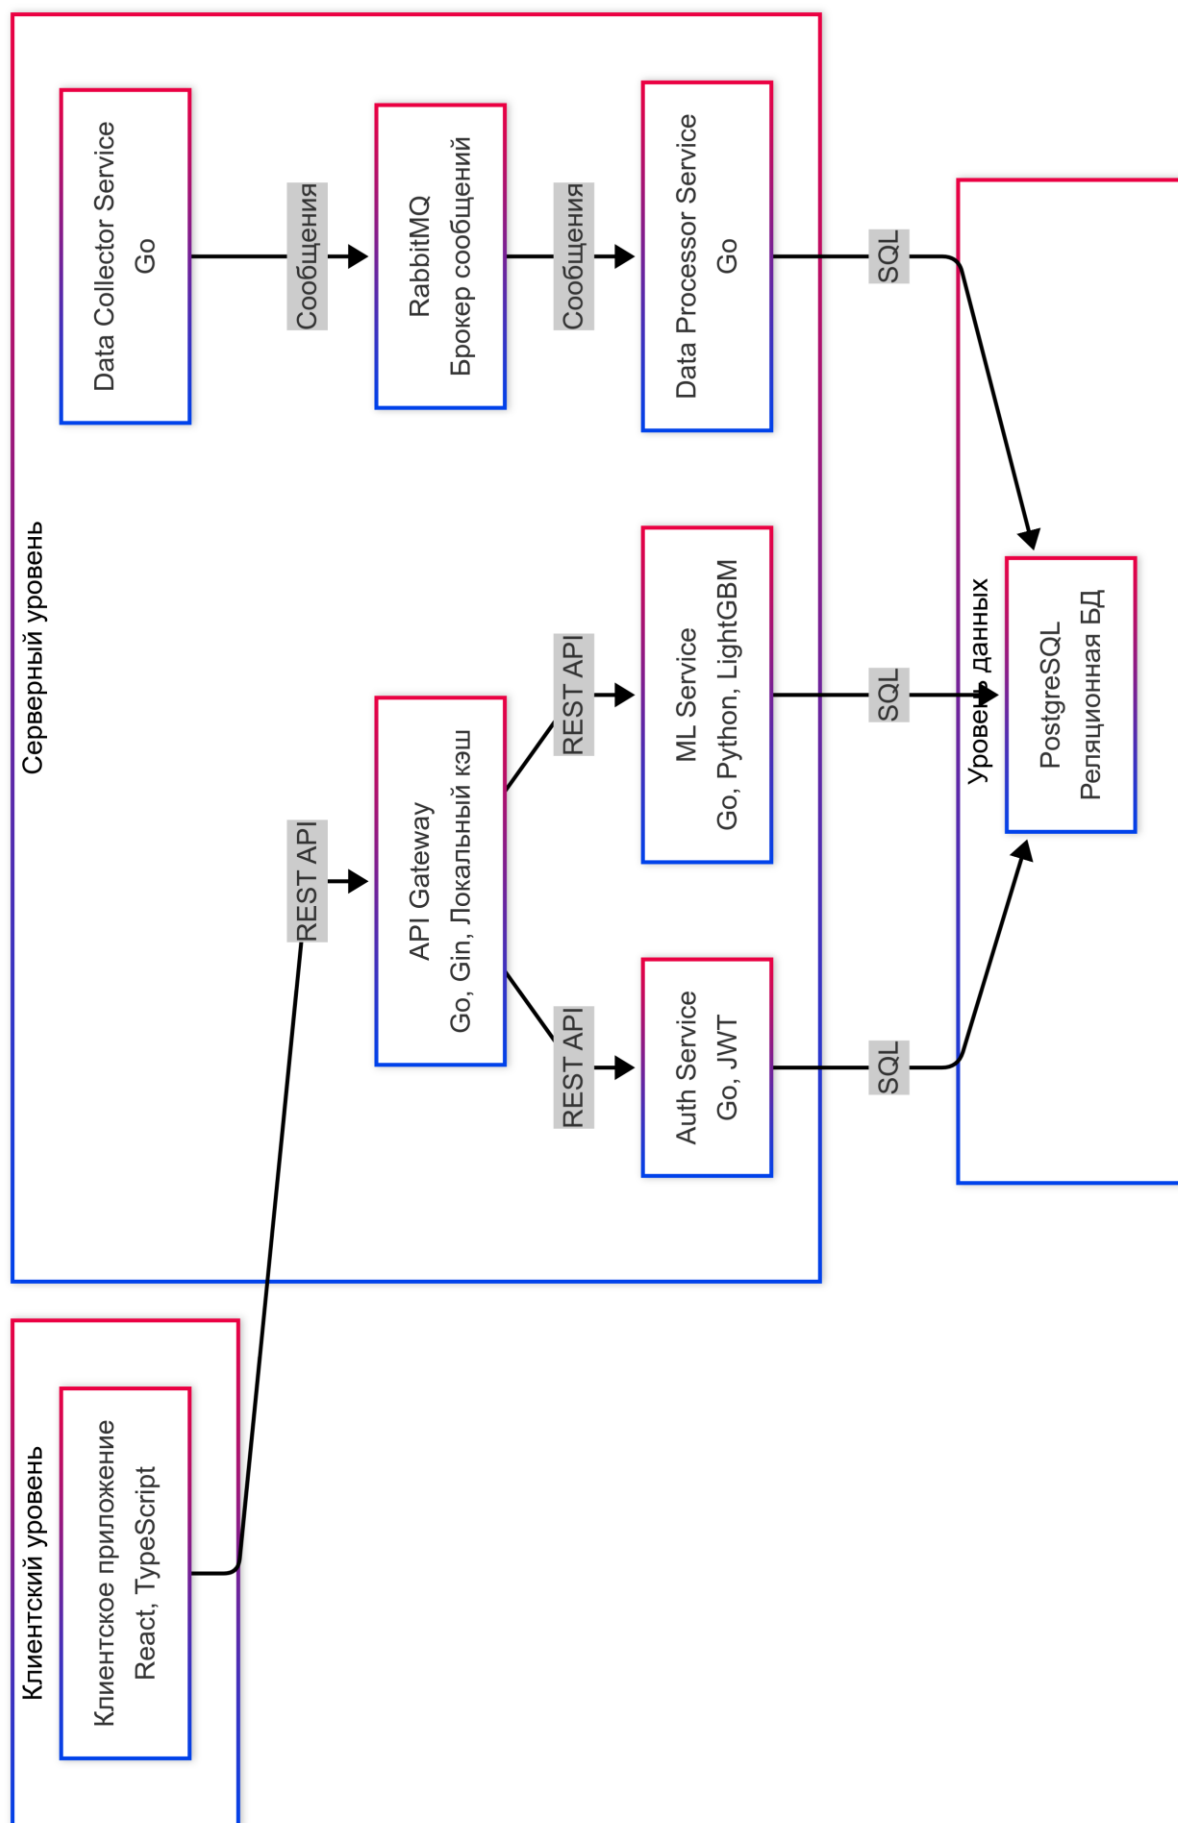 Клиентский уровень
Клиентское приложение
React, TypeScript
Серверный уровень
REST API
API Gateway
Go, Gin, Локальный кэш
REST API
REST API
Auth Service
Go, JWT
ML Service
Go, Python, LightGBM
Data Collector Service
Go
Сообщения
RabbitMQ
Брокер сообщений
Сообщения
Data Processor Service
Go
SQL
SQL
SQL
Уровень данных
PostgreSQL
Реляционная БД